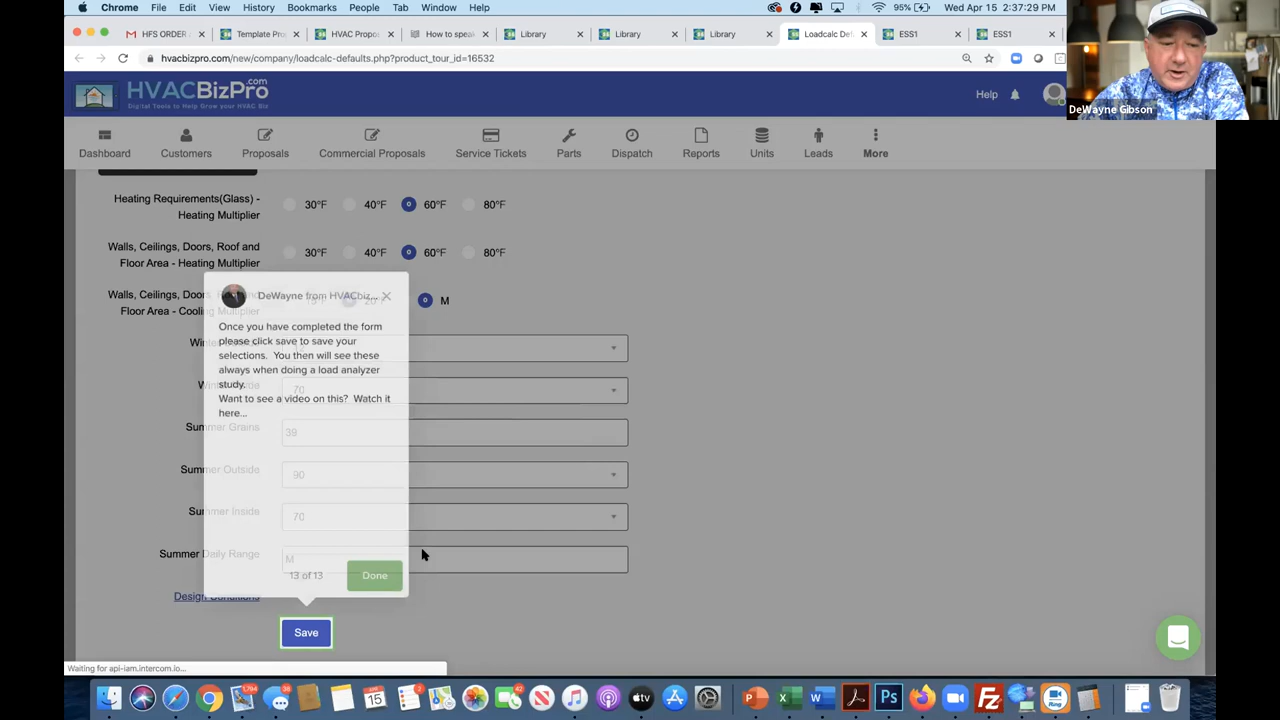 Chrome File Edit View History Bookmarks People Tab Window Help 95% Wed Apr 15 2:37:29 PM
HFS ORDER Template Pro HVAC Propo How to speak Library Library Library Loadcalc Def ESS1 ESS1
hvacbizpro.com/new/company/loadcalc-defaults.php?product_tour_id=16532
DeWayne Gibson
HVACBizPro.com
Digital Tools to Help Grow your HVAC Biz
Help
Dashboard Customers Proposals Commercial Proposals Service Tickets Parts Dispatch Reports Units Leads More
Heating Requirements(Glass) -
Heating Multiplier
30°F 40°F 60°F 80°F
Walls, Ceilings, Doors, Roof and
Floor Area - Heating Multiplier
30°F 40°F 60°F 80°F
Walls, Ceilings, Doors,
Floor Area - Cooling Multiplier
M
DeWayne from HVACbiz...
Once you have completed the form
please click save to save your
selections. You then will see these
always when doing a load analyzer
study.
Want to see a video on this? Watch it
here...
70
Summer Grains
39
Summer Outside
90
Summer Inside
70
Summer Daily Range
M
13 of 13
Done
Design Conditions
Save
Waiting for api-iam.intercom.io...